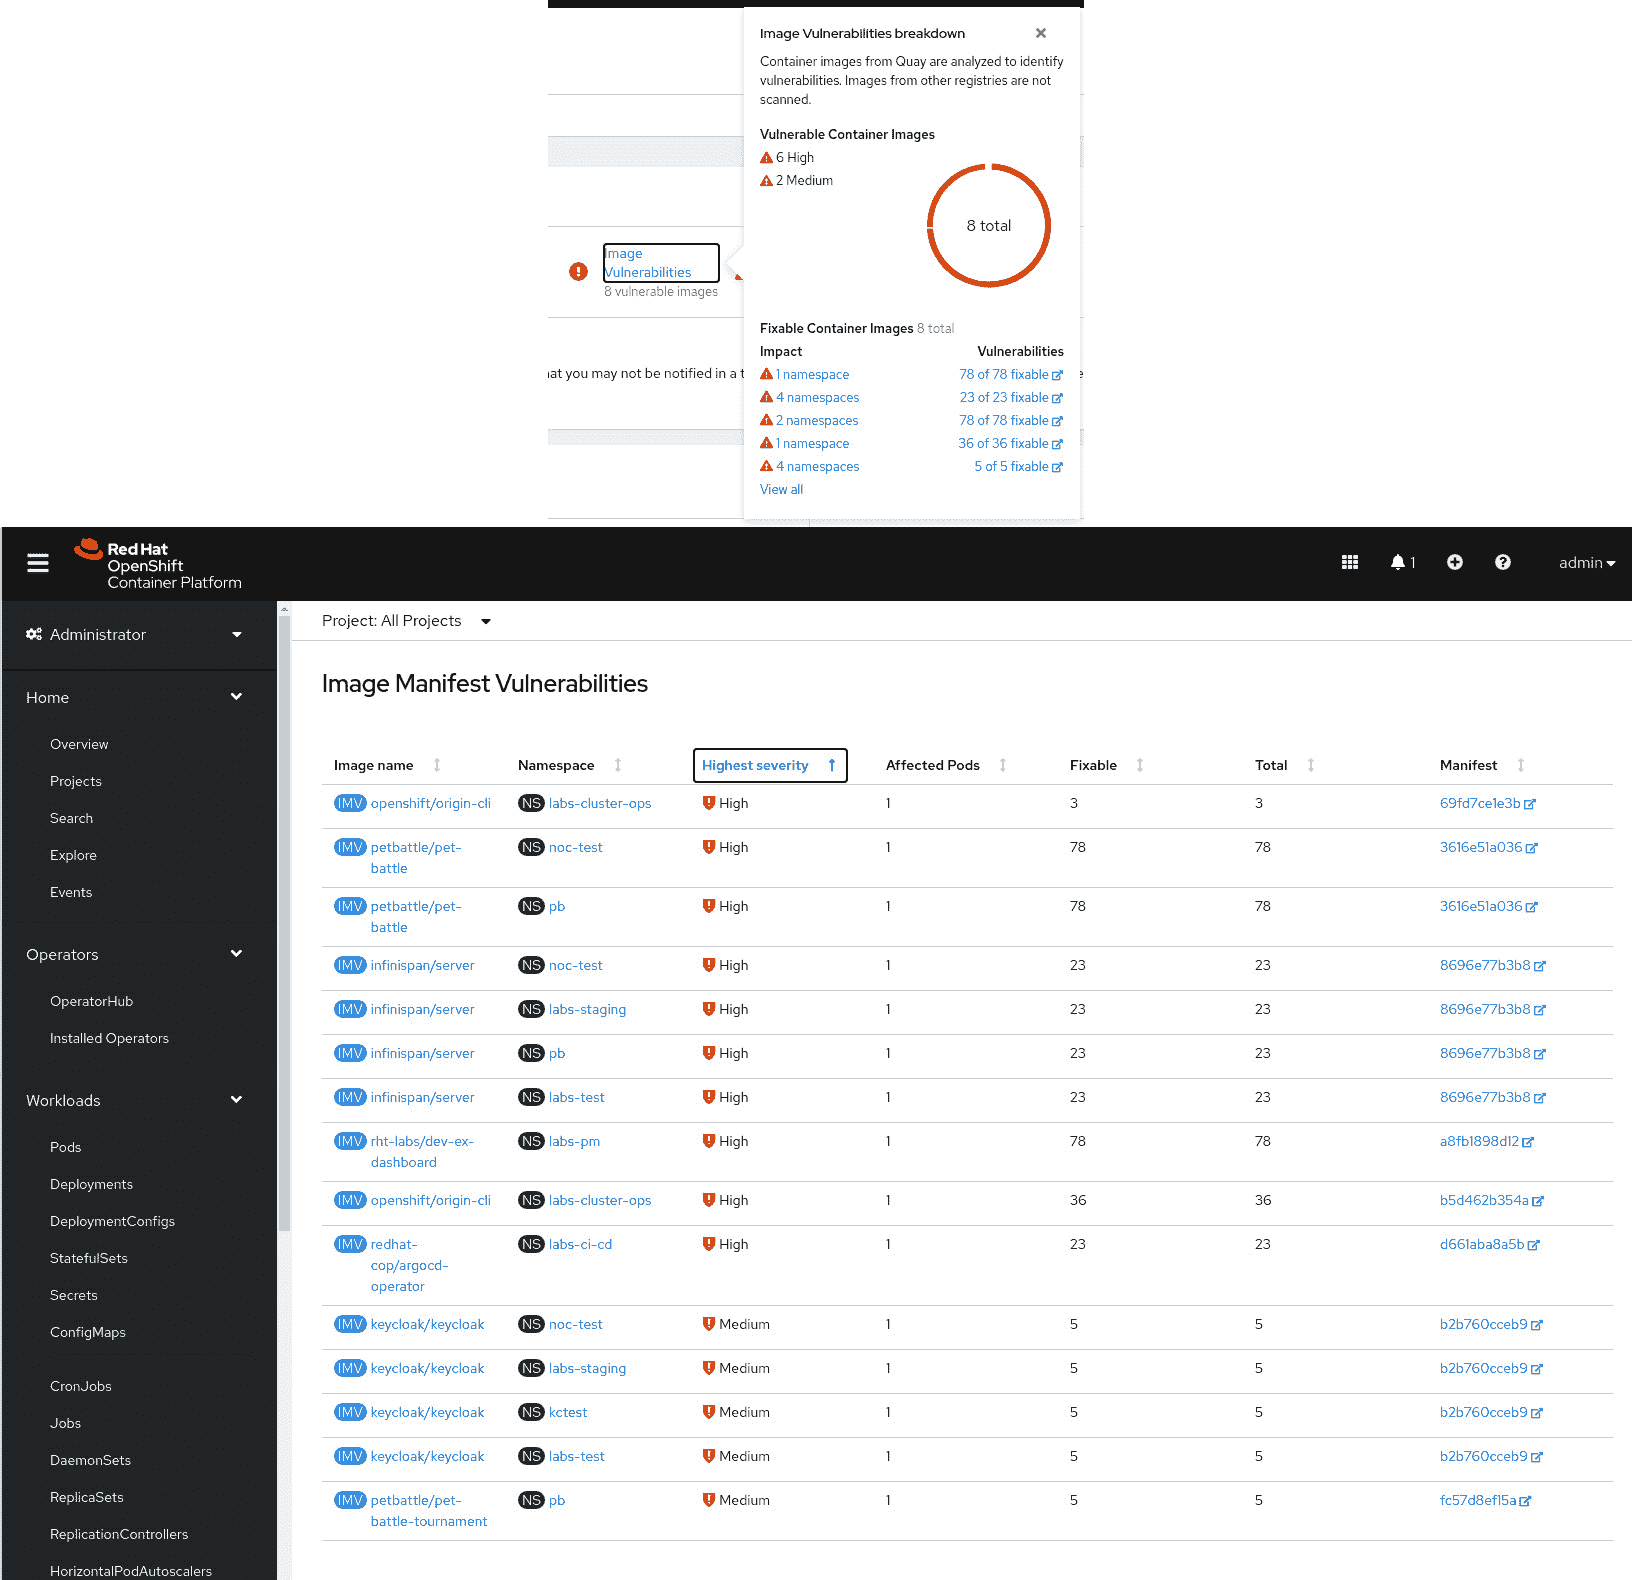 Image Vulnerabilities breakdown
Container images from Quay are analyzed to identify
vulnerabilities. Images from other registries are not
scanned.
Vulnerable Container Images
6 High
2 Medium
8 total
Image
Vulnerabilities
8 vulnerable images
Fixable Container Images 8 total
Impact Vulnerabilities
1 namespace 78 of 78 fixable
at you may not be notified in a t
4 namespaces 23 of 23 fixable
2 namespaces 78 of 78 fixable
1 namespace 36 of 36 fixable
4 namespaces 5 of 5 fixable
View all
Red Hat
OpenShift
Container Platform
1
admin
Administrator
Home
Overview
Projects
Search
Explore
Events
Operators
OperatorHub
Installed Operators
Workloads
Pods
Deployments
DeploymentConfigs
StatefulSets
Secrets
ConfigMaps
CronJobs
Jobs
DaemonSets
ReplicaSets
ReplicationControllers
HorizontalPodAutoscalers
Project: All Projects
Image Manifest Vulnerabilities
Image name Namespace Highest severity Affected Pods Fixable Total Manifest
IMV openshift/origin-cli NS labs-cluster-ops High 1 3 3 69fd7ce1e3b
IMV petbattle/pet- NS noc-test High 1 78 78 3616e51a036
battle
IMV petbattle/pet- NS pb High 1 78 78 3616e51a036
battle
IMV infinispan/server NS noc-test High 1 23 23 8696e77b3b8
IMV infinispan/server NS labs-staging High 1 23 23 8696e77b3b8
IMV infinispan/server NS pb High 1 23 23 8696e77b3b8
IMV infinispan/server NS labs-test High 1 23 23 8696e77b3b8
IMV rht-labs/dev-ex- NS labs-pm High 1 78 78 a8fb1898d12
dashboard
IMV openshift/origin-cli NS labs-cluster-ops High 1 36 36 b5d462b354a
IMV redhat- NS labs-ci-cd High 1 23 23 d661aba8a5b
cop/argocd-
operator
IMV keycloak/keycloak NS noc-test Medium 1 5 5 b2b760cceb9
IMV keycloak/keycloak NS labs-staging Medium 1 5 5 b2b760cceb9
IMV keycloak/keycloak NS kctest Medium 1 5 5 b2b760cceb9
IMV keycloak/keycloak NS labs-test Medium 1 5 5 b2b760cceb9
IMV petbattle/pet- NS pb Medium 1 5 5 fc57d8ef15a
battle-tournament